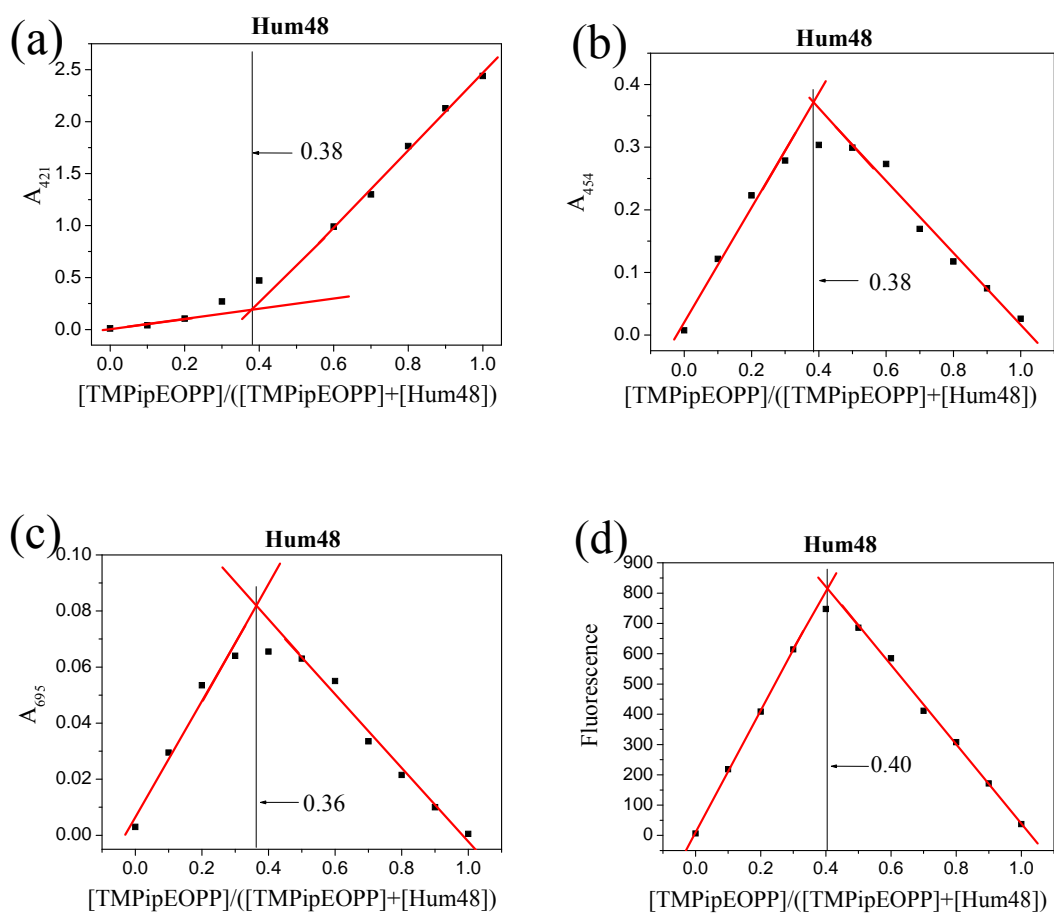 (a)
Hum48
2.5
2.0
1.5
1.0
0.5
0.0
A421
0.38
0.0 0.2 0.4 0.6 0.8 1.0
[TMPipEOPP]/([TMPipEOPP]+[Hum48])
(b)
Hum48
0.4
0.3
0.2
0.1
0.0
A454
0.38
0.0 0.2 0.4 0.6 0.8 1.0
[TMPipEOPP]/([TMPipEOPP]+[Hum48])
(c)
Hum48
0.10
0.08
0.06
0.04
0.02
0.00
A695
0.36
0.0 0.2 0.4 0.6 0.8 1.0
[TMPipEOPP]/([TMPipEOPP]+[Hum48])
(d)
Hum48
900
800
700
600
500
400
300
200
100
0
Fluorescence
0.40
0.0 0.2 0.4 0.6 0.8 1.0
[TMPipEOPP]/([TMPipEOPP]+[Hum48])